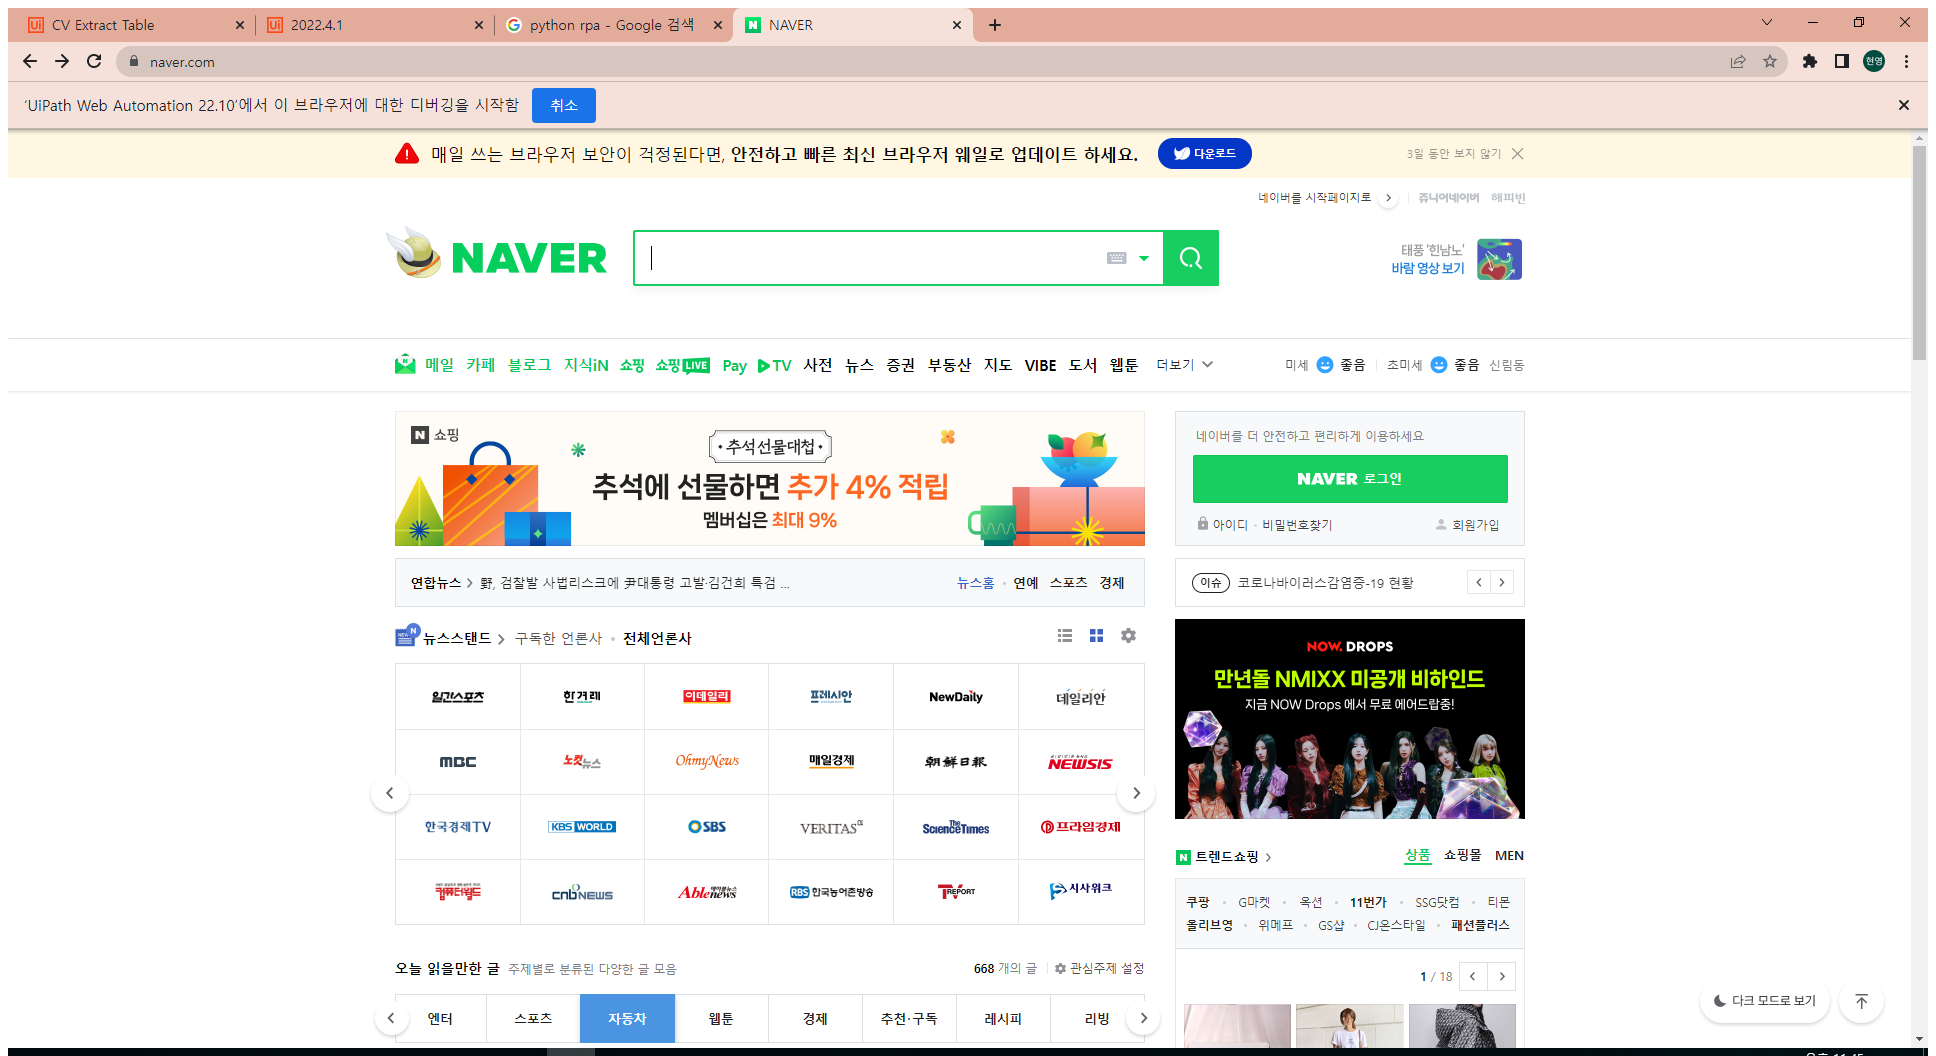 CV Extract Table
2022.4.1
python rpa - Google 검색
NAVER
naver.com
현영
'UiPath Web Automation 22.10'에서 이 브라우저에 대한 디버깅을 시작함 취소
매일 쓰는 브라우저 보안이 걱정된다면, 안전하고 빠른 최신 브라우저 웨일로 업데이트 하세요. 다운로드 3일 동안 보지 않기
네이버를 시작페이지로 쥬니어네이버 해피빈
NAVER
태풍 '힌남노'
바람 영상 보기
메일 카페 블로그 지식iN 쇼핑 쇼핑LIVE Pay TV 사전 뉴스 증권 부동산 지도 VIBE 도서 웹툰 더보기 미세 좋음 초미세 좋음 신림동
N 쇼핑
·추석선물대첩·
추석에 선물하면 추가 4% 적립
멤버십은 최대 9%
네이버를 더 안전하고 편리하게 이용하세요
NAVER 로그인
아이디 · 비밀번호찾기 회원가입
연합뉴스 > 野, 검찰발 사법리스크에 尹대통령 고발·김건희 특검 ... 뉴스홈 · 연예 스포츠 경제
이슈 코로나바이러스감염증-19 현황
뉴스스탠드 > 구독한 언론사 · 전체언론사
일간스포츠 한겨레 이데일리 프레시안 NewDaily 데일리안
MBC 노컷뉴스 OhmyNews 매일경제 朝鮮日報 NEWSIS
한국경제TV KBS WORLD SBS VERITAS The ScienceTimes 프라임경제
컴퓨터월드 cnbNEWS Ablenews 에이블뉴스 RBS 한국농어촌방송 TV REPORT 시사위크
NOW. DROPS
만년돌 NMIXX 미공개 비하인드
지금 NOW Drops 에서 무료 에어드랍중!
N 트렌드쇼핑 > 상품 쇼핑몰 MEN
쿠팡 · G마켓 · 옥션 · 11번가 · SSG닷컴 · 티몬
올리브영 · 위메프 · GS샵 · CJ온스타일 · 패션플러스
1 / 18
오늘 읽을만한 글 주제별로 분류된 다양한 글 모음 668 개의 글 관심주제 설정
엔터 스포츠 자동차 웹툰 경제 추천·구독 레시피 리빙
다크 모드로 보기